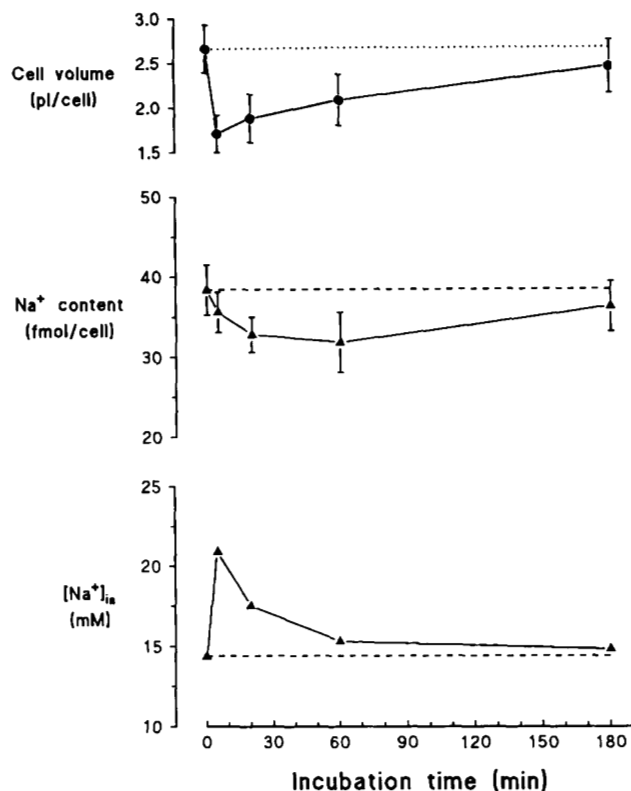 3.0
Cell volume
(pl/cell)
2.5
2.0
1.5
50
40
Na⁺ content
(fmol/cell)
30
20
25
20
[Na⁺]ᵢₙ
(mM)
15
10
0 30 60 90 120 150 180
Incubation time (min)